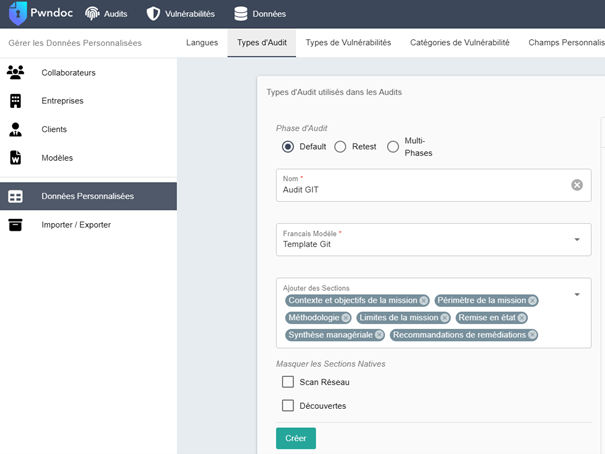 Pwndoc Audits Vulnérabilités Données
Gérer les Données Personnalisées
Langues Types d'Audit Types de Vulnérabilités Catégories de Vulnérabilité Champs Personnalis
Collaborateurs
Entreprises
Clients
Modèles
Données Personnalisées
Importer / Exporter
Types d'Audit utilisés dans les Audits
Phase d'Audit
Default Retest Multi-
Phases
Nom *
Audit GIT
Francais Modèle *
Template Git
Ajouter des Sections
Contexte et objectifs de la mission Périmètre de la mission
Méthodologie Limites de la mission Remise en état
Synthèse managériale Recommandations de remédiations
Masquer les Sections Natives
Scan Réseau
Découvertes
Créer